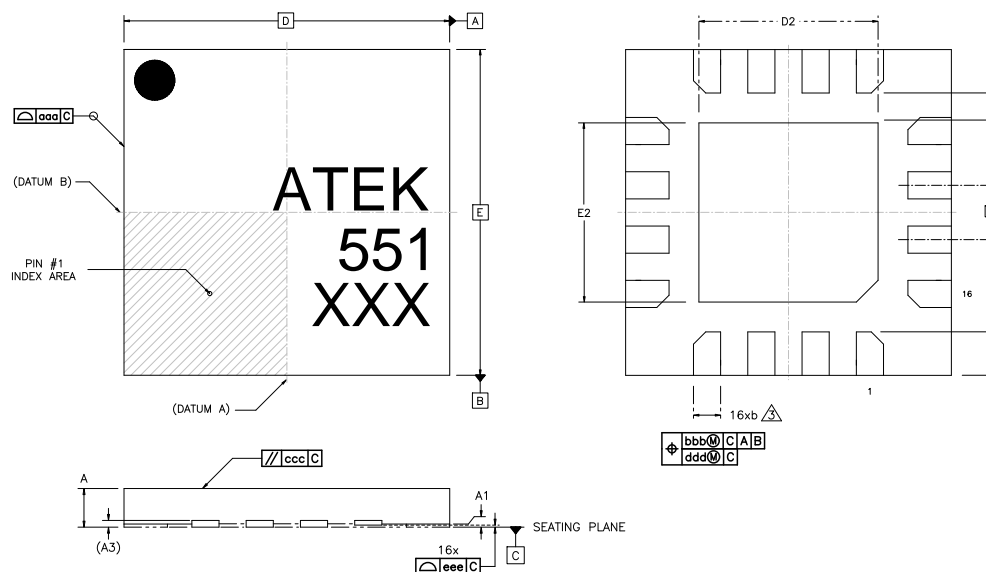 D
A
aaa C
(DATUM B)
ATEK
551
XXX
E
PIN #1
INDEX AREA
(DATUM A)
B
D2
E2
16
1
16xb 3
bbb Ⓜ C A B
ddd Ⓜ C
// ccc C
A
A1
(A3)
SEATING PLANE
16x
eee C
C